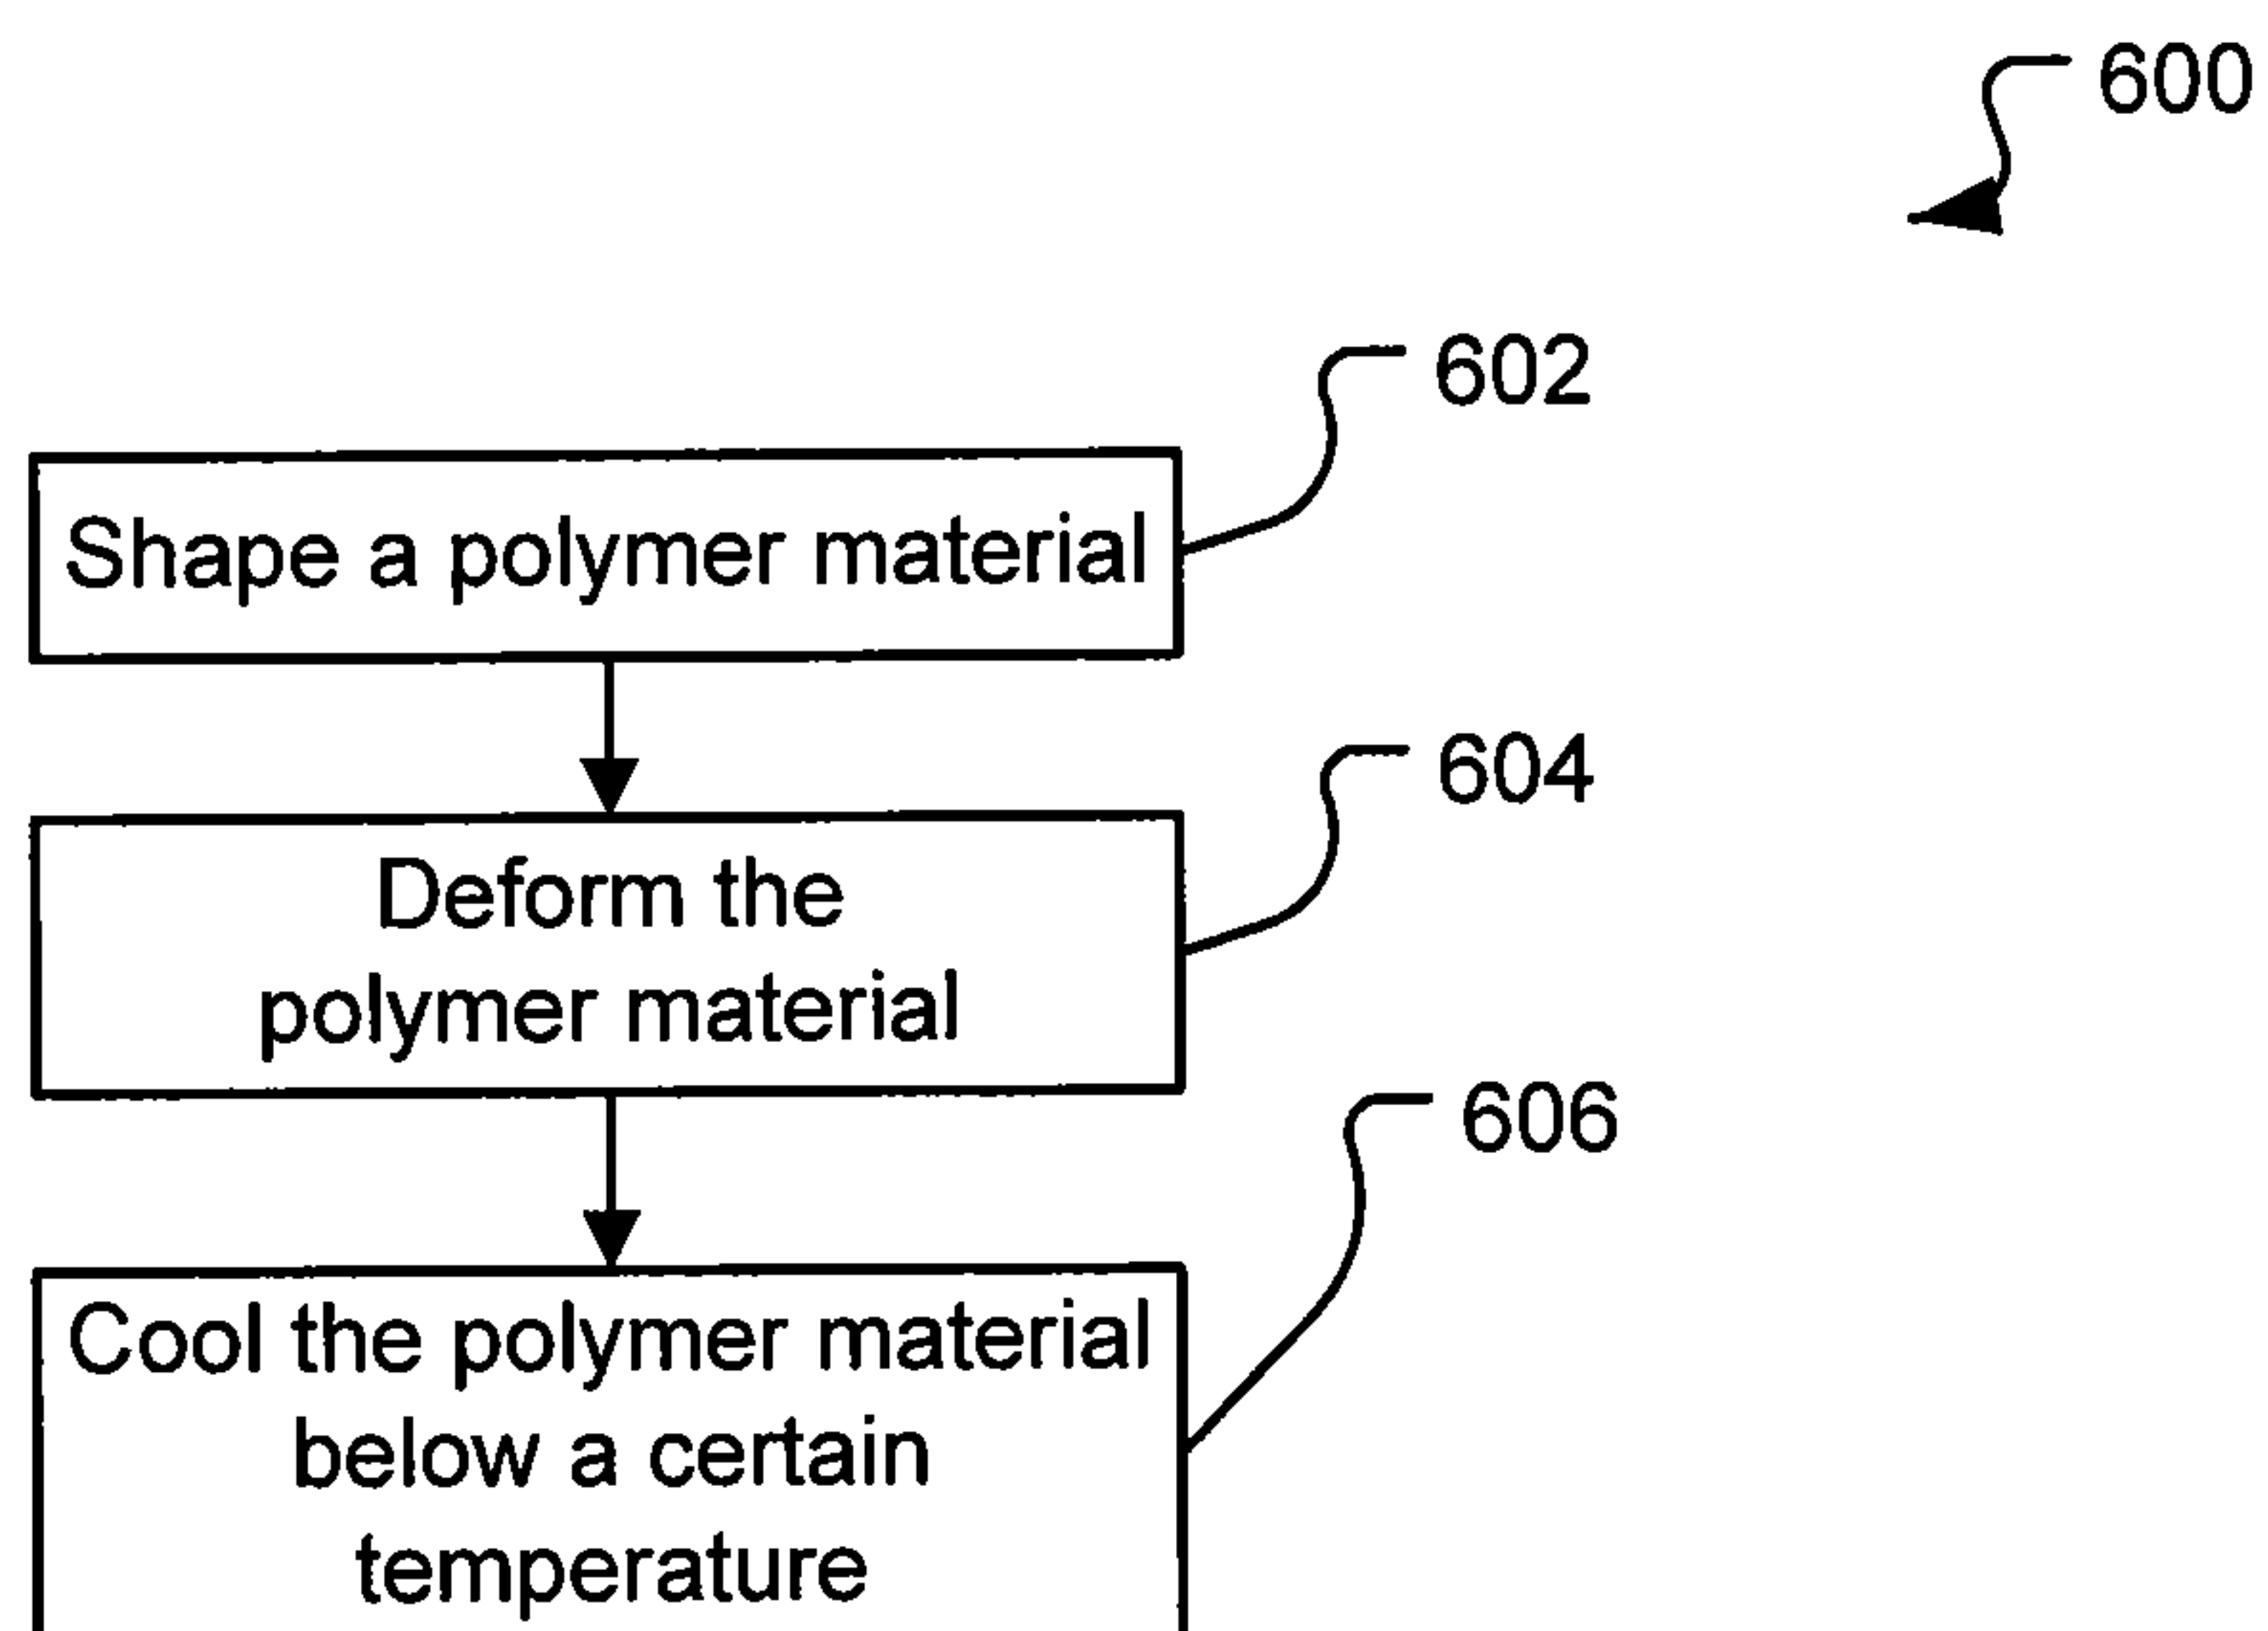 600
602
Shape a polymer material
604
Deform the
polymer material
606
Cool the polymer material
below a certain
temperature